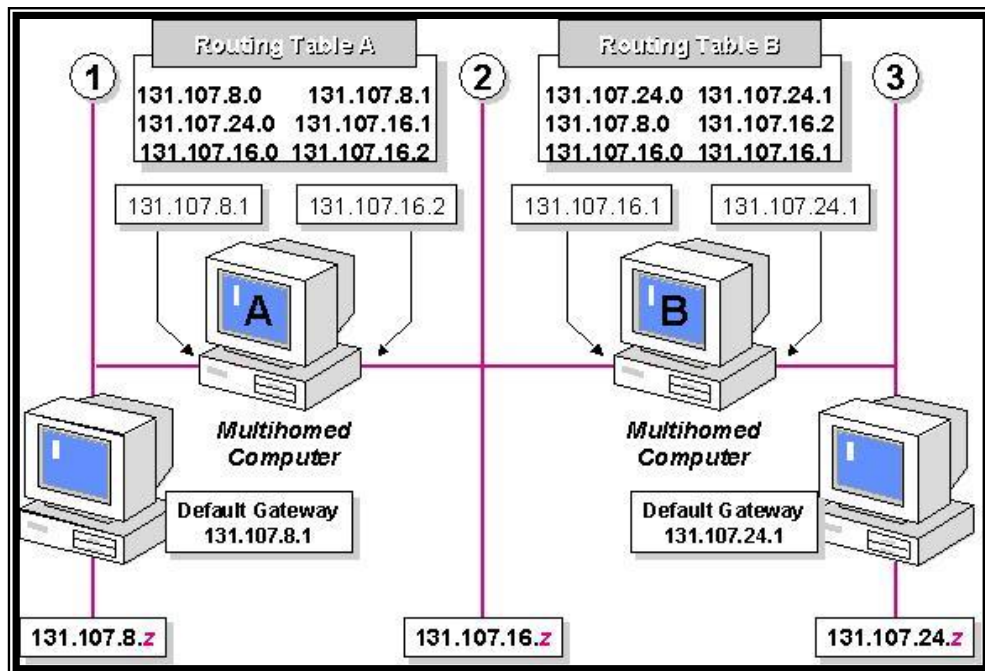 Routing Table A
Routing Table B
1
2
3
131.107.8.0 131.107.8.1
131.107.24.0 131.107.16.1
131.107.16.0 131.107.16.2
131.107.24.0 131.107.24.1
131.107.8.0 131.107.16.2
131.107.16.0 131.107.16.1
131.107.8.1
131.107.16.2
131.107.16.1
131.107.24.1
A
B
Multihomed
Computer
Multihomed
Computer
Default Gateway
131.107.8.1
Default Gateway
131.107.24.1
131.107.8.z
131.107.16.z
131.107.24.z